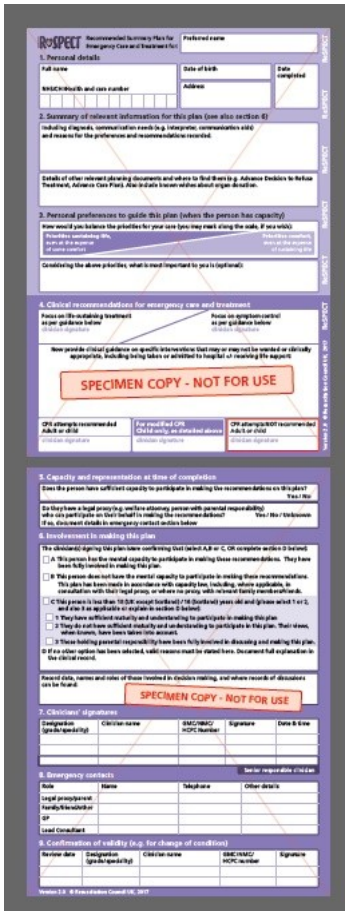 ReSPECT
Recommended Summary Plan for
Emergency Care and Treatment for:
Preferred name
1. Personal details
Full name
Date of birth
Date
completed
NHS/CHI/Health and care number
Address
ReSPECT
ReSPECT
ReSPECT
ReSPECT
ReSPECT
2. Summary of relevant information for this plan (see also section 6)
Including diagnosis, communication needs (e.g. interpreter, communication aids)
and reasons for the preferences and recommendations recorded.
Details of other relevant planning documents and where to find them (e.g. Advance Decision to Refuse
Treatment, Advance Care Plan). Also include known wishes about organ donation.
3. Personal preferences to guide this plan (when the person has capacity)
How would you balance the priorities for your care (you may mark along the scale, if you wish):
Prioritise sustaining life,
even at the expense
of some comfort
Prioritise comfort,
even at the expense
of sustaining life
Considering the above priorities, what is most important to you is (optional):
4. Clinical recommendations for emergency care and treatment
Focus on life-sustaining treatment
as per guidance below
clinician signature
Focus on symptom control
as per guidance below
clinician signature
Now provide clinical guidance on specific interventions that may or may not be wanted or clinically
appropriate, including being taken or admitted to hospital +/- receiving life support:
SPECIMEN COPY - NOT FOR USE
CPR attempts recommended
Adult or child
clinician signature
For modified CPR
Child only, as detailed above
clinician signature
CPR attempts NOT recommended
Adult or child
clinician signature
Version 2.0 © Resuscitation Council UK, 2017
5. Capacity and representation at time of completion
Does the person have sufficient capacity to participate in making the recommendations on this plan?
Yes / No
Do they have a legal proxy (e.g. welfare attorney, person with parental responsibility)
who can participate on their behalf in making the recommendations? Yes / No / Unknown
If so, document details in emergency contact section below
6. Involvement in making this plan
The clinician(s) signing this plan is/are confirming that (select A,B or C, OR complete section D below):
A This person has the mental capacity to participate in making these recommendations. They have
been fully involved in making this plan.
B This person does not have the mental capacity to participate in making these recommendations.
This plan has been made in accordance with capacity law, including, where applicable, in
consultation with their legal proxy, or where no proxy, with relevant family members/friends.
C This person is less than 18 (UK except Scotland) / 16 (Scotland) years old and (please select 1 or 2,
and also 3 as applicable or explain in section D below):
1 They have sufficient maturity and understanding to participate in making this plan
2 They do not have sufficient maturity and understanding to participate in this plan. Their views,
when known, have been taken into account.
3 Those holding parental responsibility have been fully involved in discussing and making this plan.
D If no other option has been selected, valid reasons must be stated here. Document full explanation in
the clinical record.
Record date, names and roles of those involved in decision making, and where records of discussions
can be found:
SPECIMEN COPY - NOT FOR USE
7. Clinicians' signatures
Designation
(grade/speciality)
Clinician name
GMC/NMC/
HCPC Number
Signature
Date & time
Senior responsible clinician
8. Emergency contacts
Role
Name
Telephone
Other details
Legal proxy/parent
Family/friend/other
GP
Lead Consultant
9. Confirmation of validity (e.g. for change of condition)
Review date
Designation
(grade/speciality)
Clinician name
GMC/NMC/
HCPC number
Signature
Version 2.0 © Resuscitation Council UK, 2017